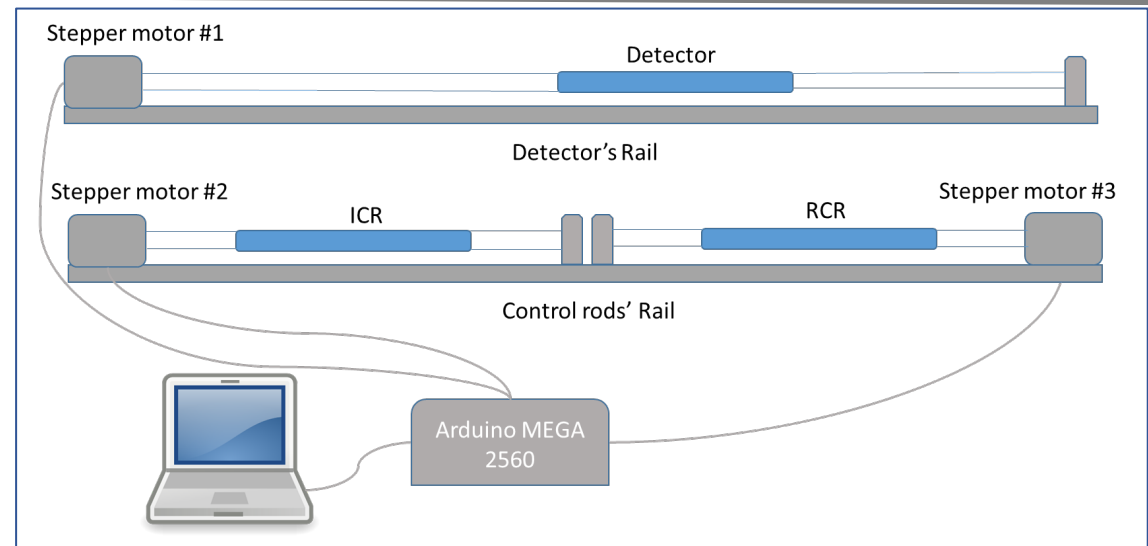 Stepper motor #1
Detector
Detector’s Rail
Stepper motor #2
ICR
RCR
Stepper motor #3
Control rods’ Rail
Arduino MEGA
2560